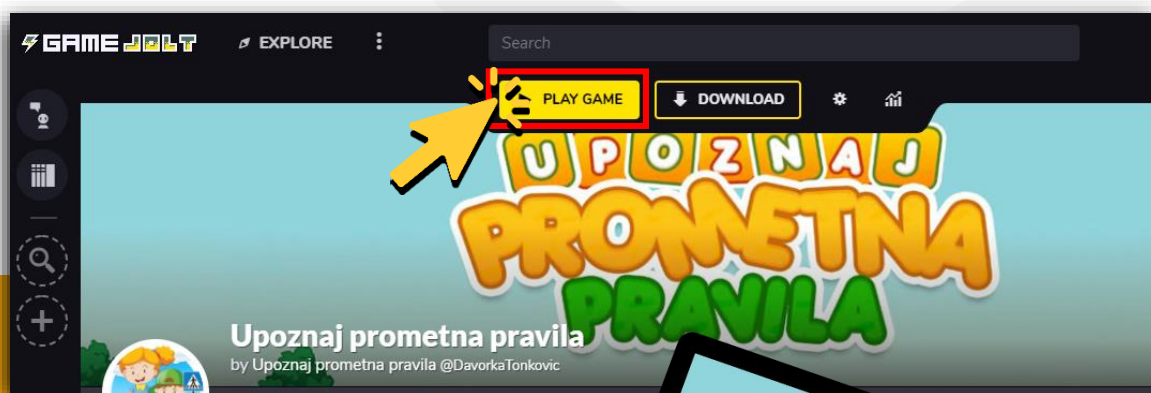 GAME JOLT EXPLORE Search
PLAY GAME DOWNLOAD
UPOZNAJ
PROMETNA
PRAVILA
Upoznaj prometna pravila
by Upoznaj prometna pravila @DavorkaTonkovic